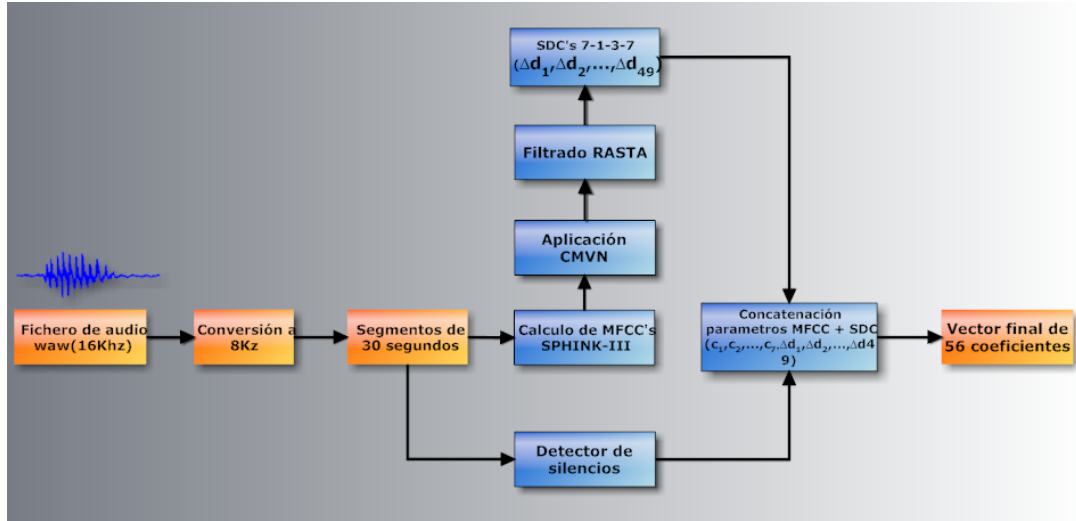 SDC's 7-1-3-7
(Δd1,Δd2,...,Δd49)
Filtrado RASTA
Aplicación
CMVN
Fichero de audio
waw(16Khz)
Conversión a
8Kz
Segmentos de
30 segundos
Calculo de MFCC's
SPHINK-III
Concatenación
parametros MFCC + SDC
(c1,c2,...,c7,Δd1,Δd2,...,Δd4
9)
Vector final de
56 coeficientes
Detector de
silencios